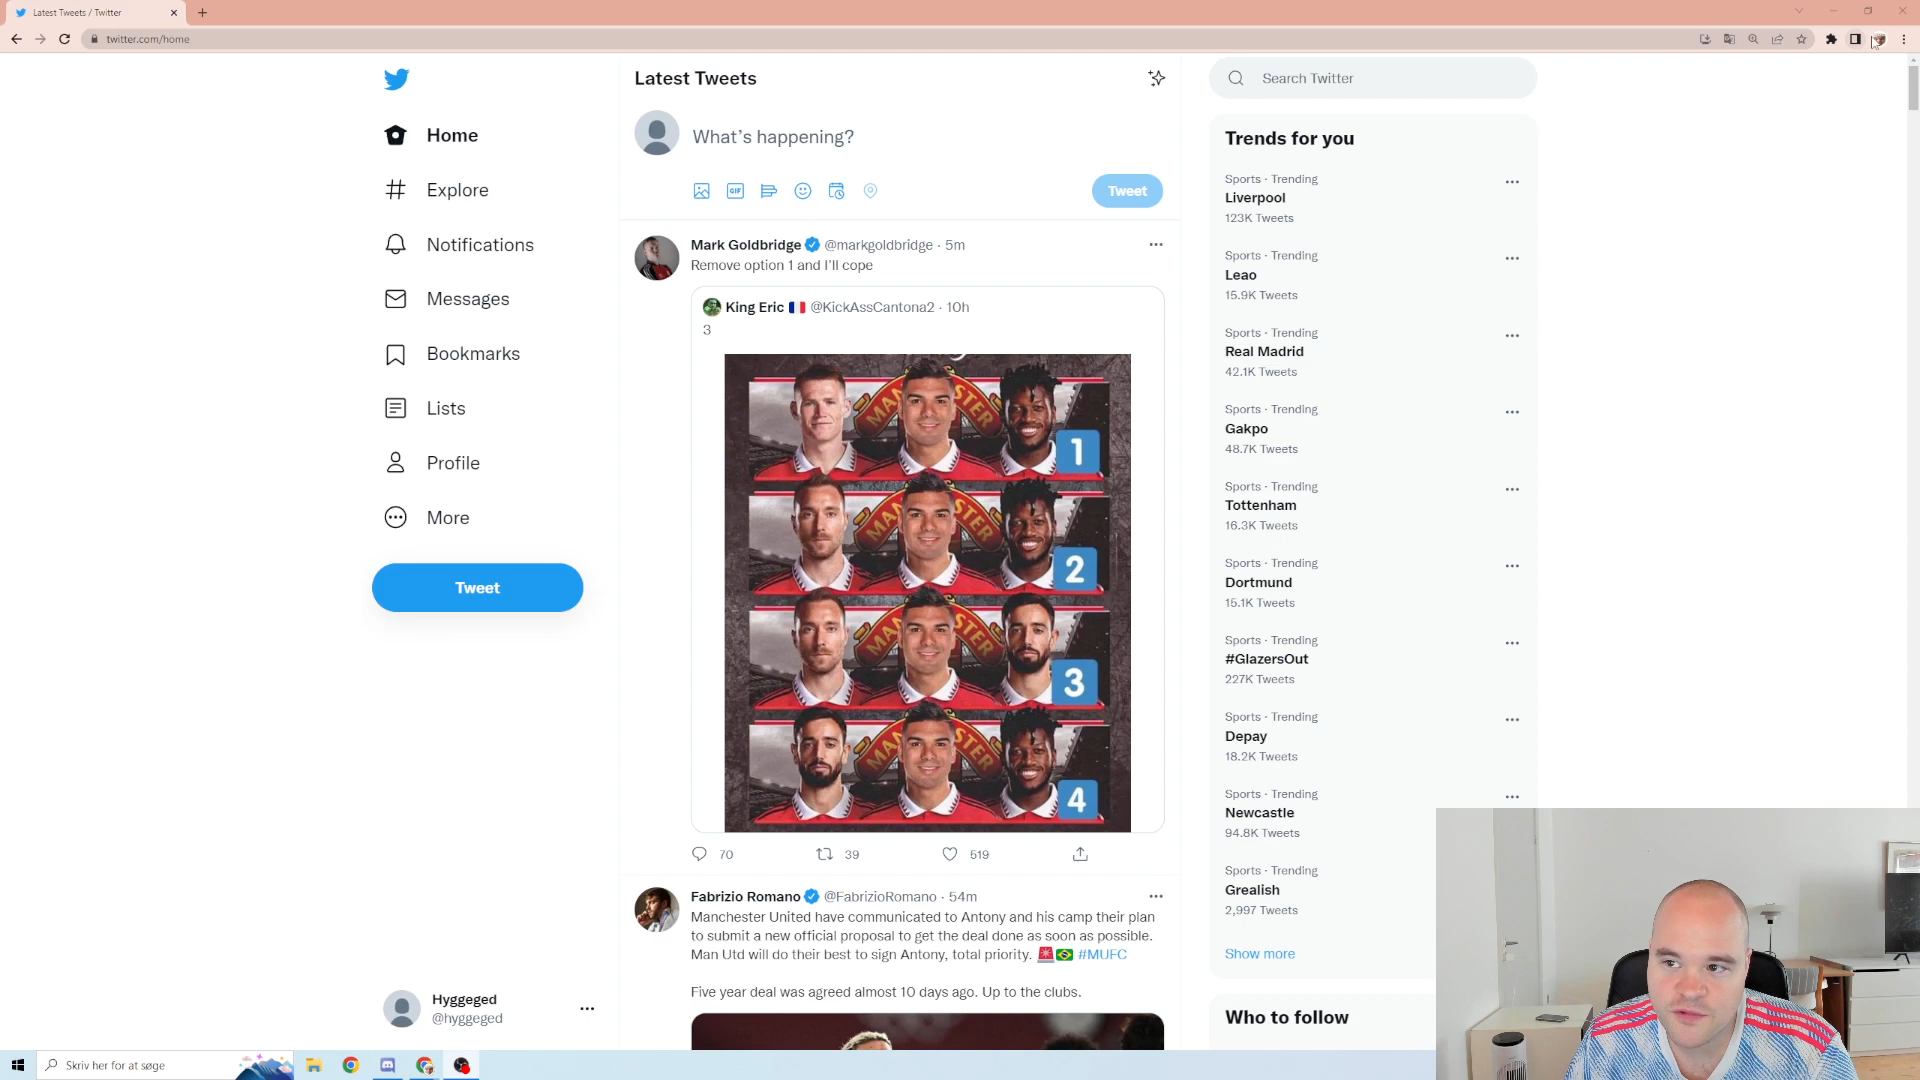 Latest Tweets / Twitter
twitter.com/home
Home
Explore
Notifications
Messages
Bookmarks
Lists
Profile
More
Tweet
Hyggeged
@hyggeged
Latest Tweets
What's happening?
GIF
Tweet
Mark Goldbridge @markgoldbridge · 5m
Remove option 1 and I'll cope
King Eric 🇫🇷 @KickAssCantona2 · 10h
3
1
2
3
4
70
39
519
Fabrizio Romano @FabrizioRomano · 54m
Manchester United have communicated to Antony and his camp their plan
to submit a new official proposal to get the deal done as soon as possible.
Man Utd will do their best to sign Antony, total priority. 🚨🇧🇷 #MUFC
Five year deal was agreed almost 10 days ago. Up to the clubs.
Search Twitter
Trends for you
Sports · Trending
Liverpool
123K Tweets
Sports · Trending
Leao
15.9K Tweets
Sports · Trending
Real Madrid
42.1K Tweets
Sports · Trending
Gakpo
48.7K Tweets
Sports · Trending
Tottenham
16.3K Tweets
Sports · Trending
Dortmund
15.1K Tweets
Sports · Trending
#GlazersOut
227K Tweets
Sports · Trending
Depay
18.2K Tweets
Sports · Trending
Newcastle
94.8K Tweets
Sports · Trending
Grealish
2,997 Tweets
Show more
Who to follow
Skriv her for at søge